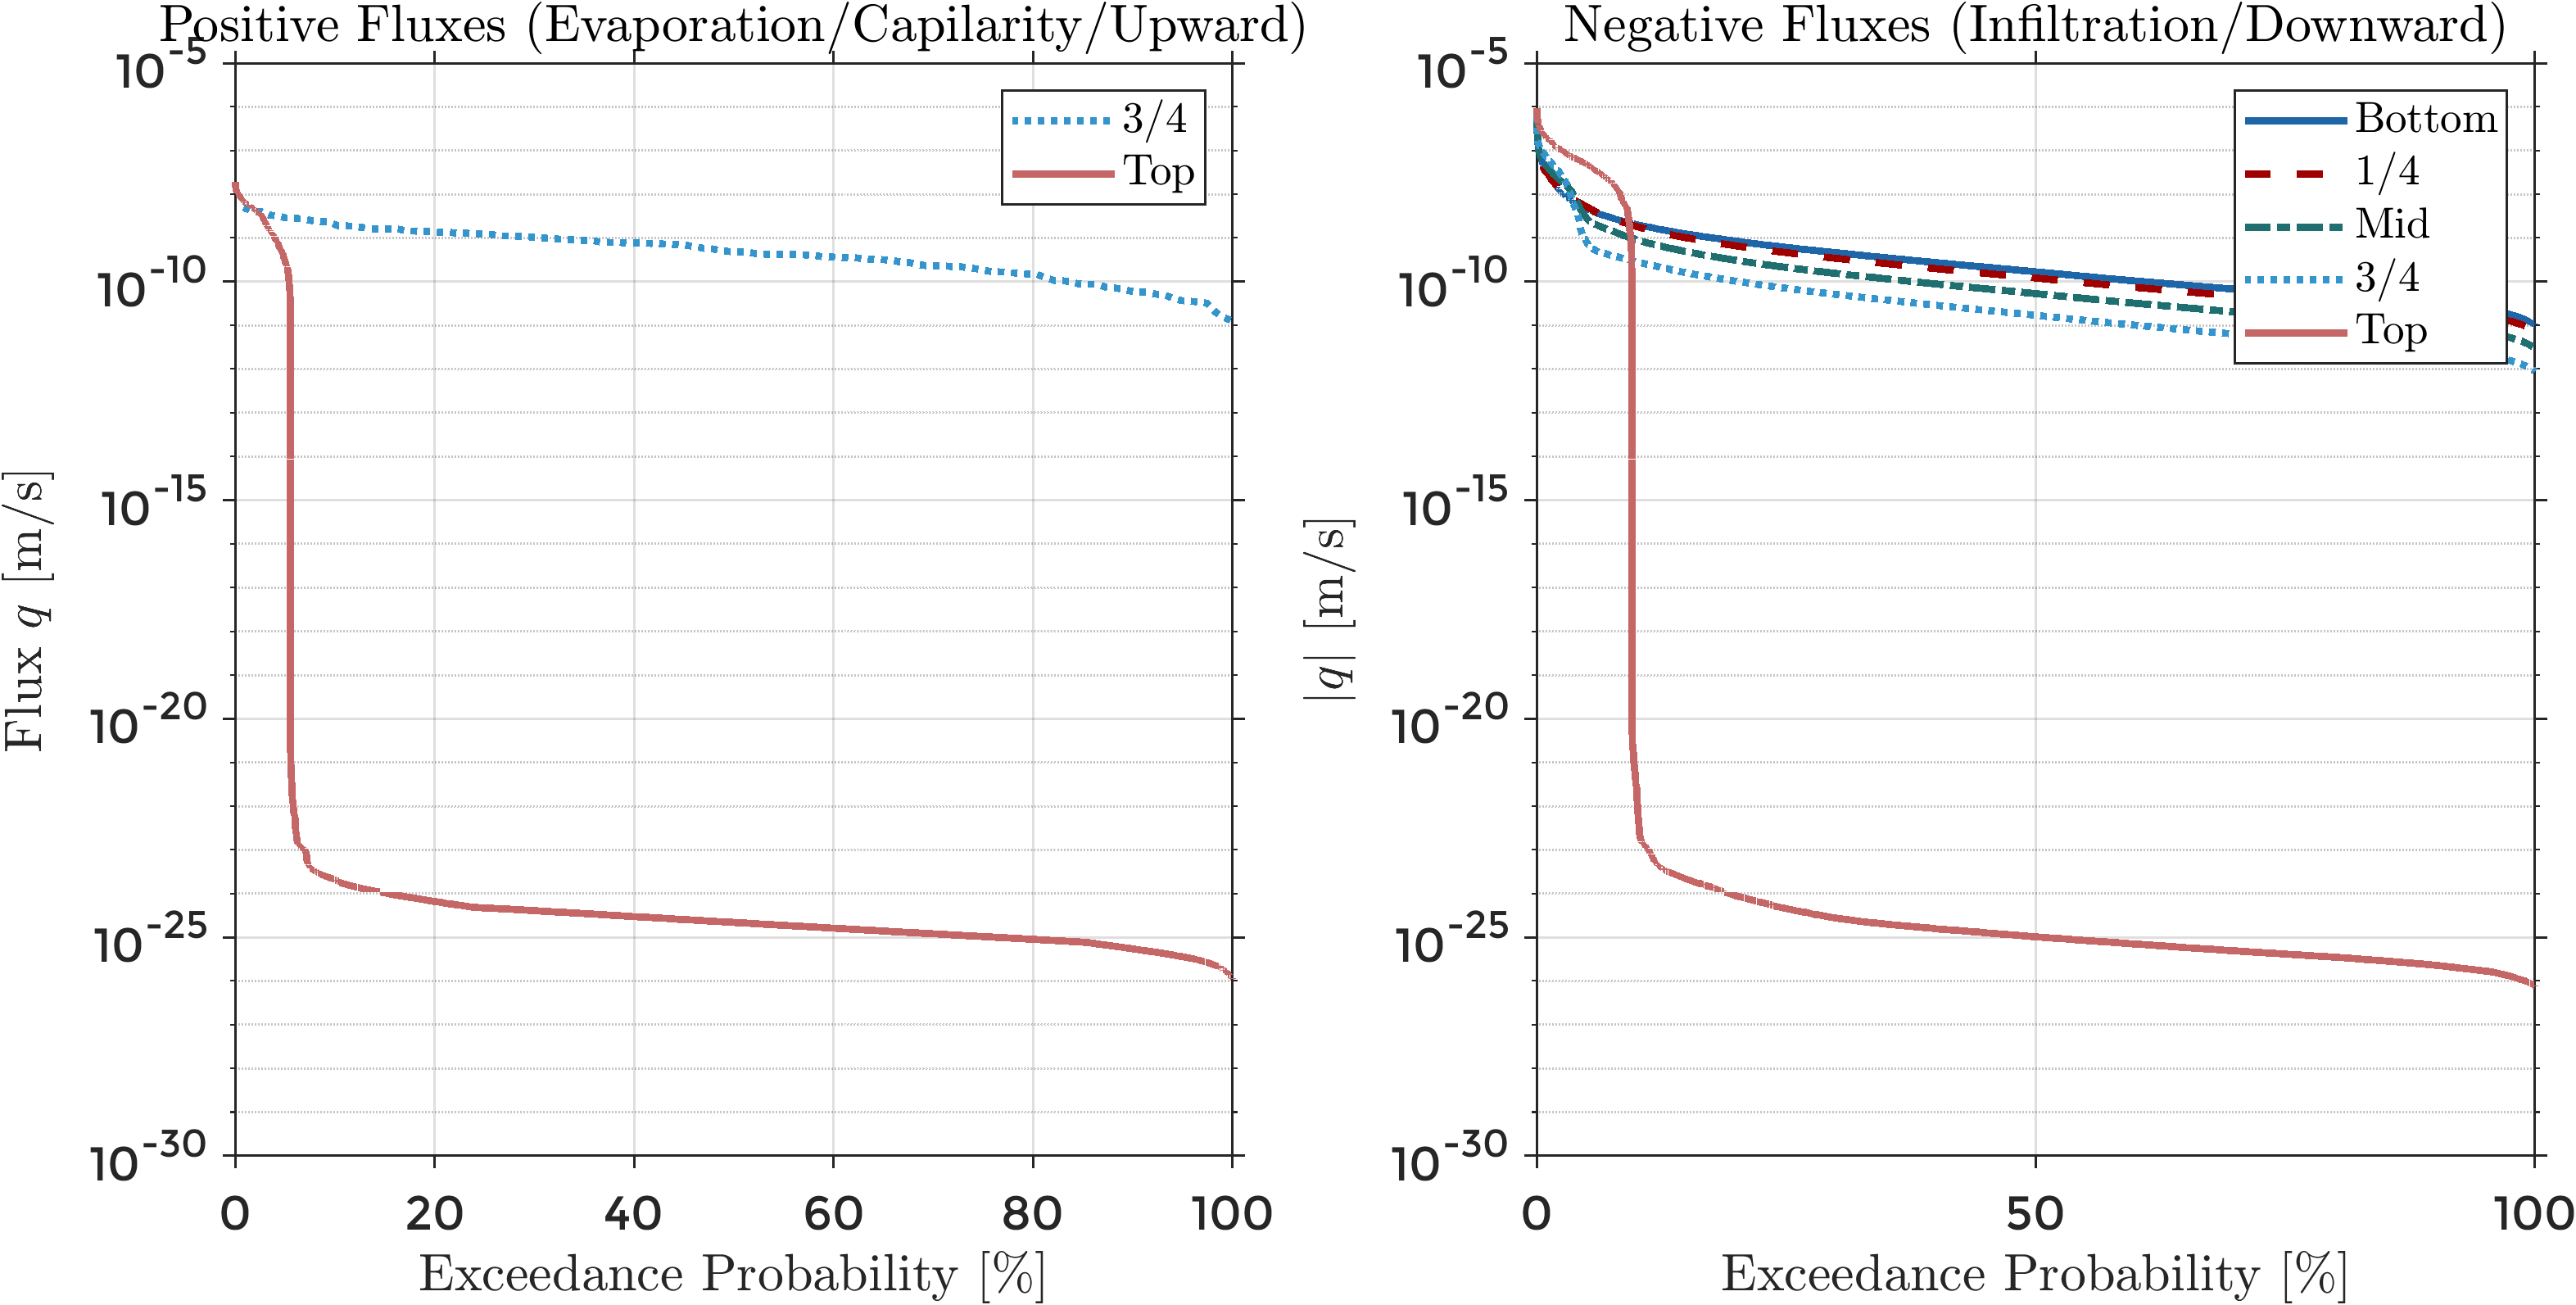 Positive Fluxes (Evaporation/Capilarity/Upward)
10^-5
10^-10
10^-15
10^-20
10^-25
10^-30
Flux q [m/s]
3/4
Top
0 20 40 60 80 100
Exceedance Probability [%]
Negative Fluxes (Infiltration/Downward)
10^-5
10^-10
10^-15
10^-20
10^-25
10^-30
|q| [m/s]
Bottom
1/4
Mid
3/4
Top
0 50 100
Exceedance Probability [%]